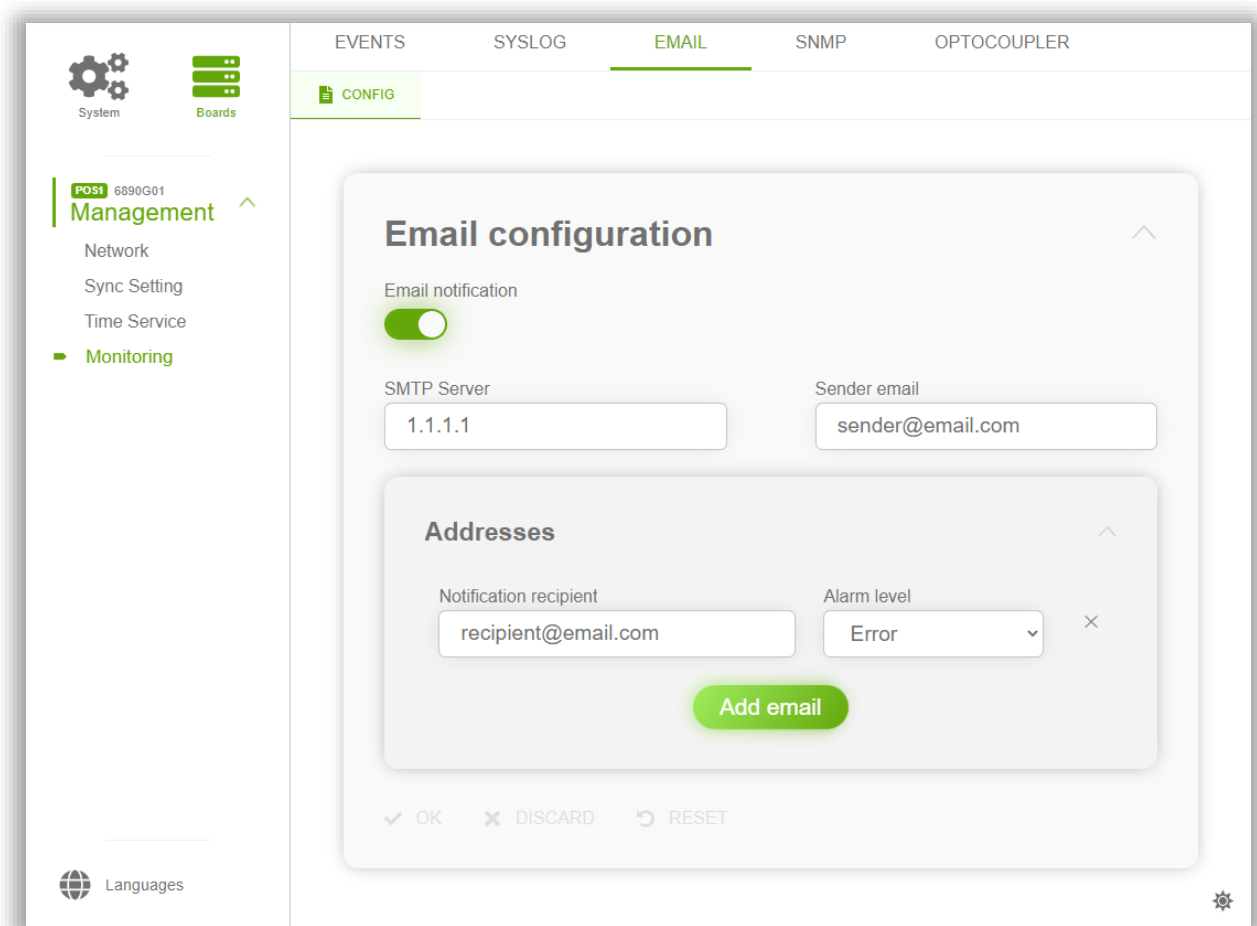 System
Boards
POS1 6890G01
Management
Network
Sync Setting
Time Service
Monitoring
Languages
EVENTS SYSLOG EMAIL SNMP OPTOCOUPLER
CONFIG
Email configuration
Email notification
SMTP Server Sender email
1.1.1.1 sender@email.com
Addresses
Notification recipient Alarm level
recipient@email.com Error
Add email
OK DISCARD RESET